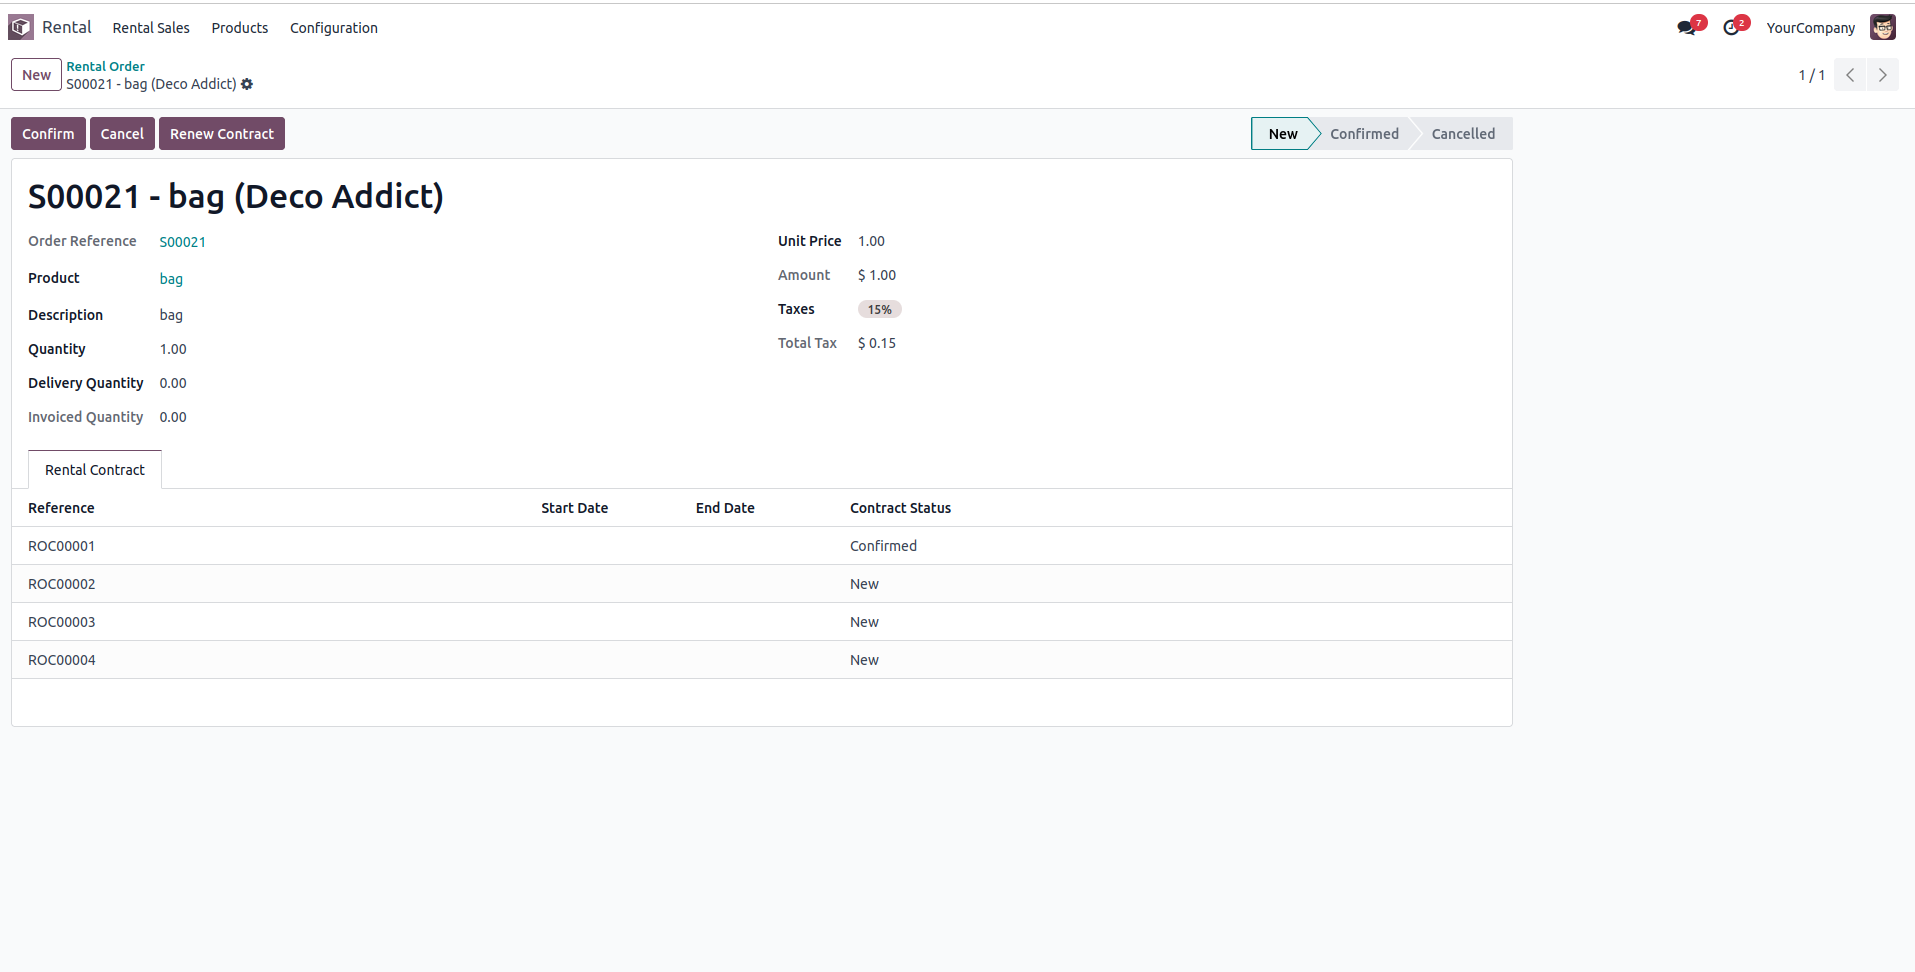 Rental Rental Sales Products Configuration 7 2 YourCompany
New Rental Order
S00021 - bag (Deco Addict) 1 / 1
Confirm Cancel Renew Contract New Confirmed Cancelled
S00021 - bag (Deco Addict)
Order Reference S00021
Product bag
Description bag
Quantity 1.00
Delivery Quantity 0.00
Invoiced Quantity 0.00
Unit Price 1.00
Amount $ 1.00
Taxes 15%
Total Tax $ 0.15
Rental Contract
Reference Start Date End Date Contract Status
ROC00001 Confirmed
ROC00002 New
ROC00003 New
ROC00004 New